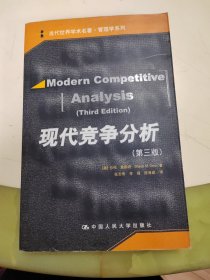 当代世界学术名著·管理学系列
Modern Competitive
Analysis
(Third Edition)
现代竞争分析
(第三版)
中国人民大学出版社